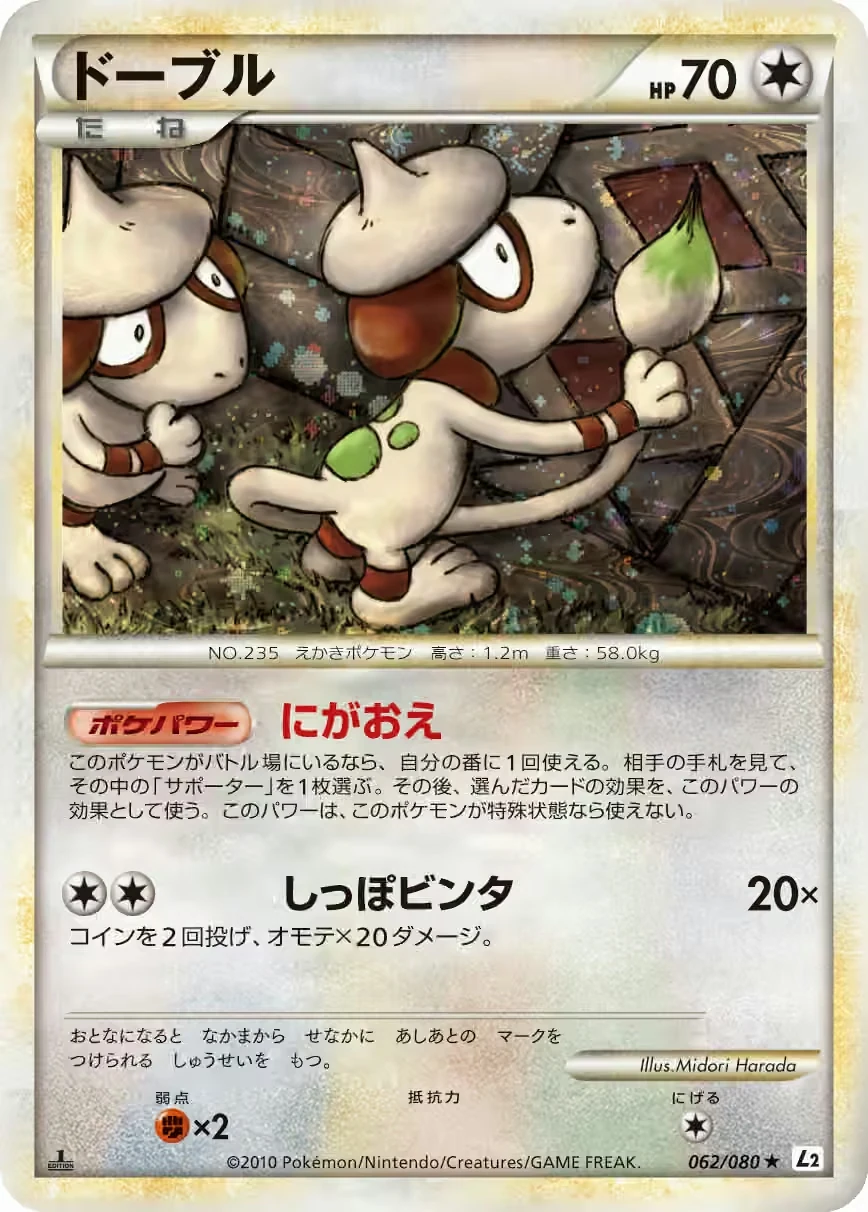 ドーブル
HP70
たね
NO.235 えかきポケモン 高さ：1.2m 重さ：58.0kg
ポケパワー にがおえ
このポケモンがバトル場にいるなら、自分の番に1回使える。相手の手札を見て、
その中の「サポーター」を1枚選ぶ。その後、選んだカードの効果を、このパワーの
効果として使う。このパワーは、このポケモンが特殊状態なら使えない。
しっぽビンタ 20×
コインを2回投げ、オモテ×20ダメージ。
おとなになると なかまから せなかに あしあとの マークを
つけられる しゅうせいを もつ。
Illus.Midori Harada
弱点 抵抗力 にげる
×2
1 EDITION ©2010 Pokémon/Nintendo/Creatures/GAME FREAK. 062/080★ L2